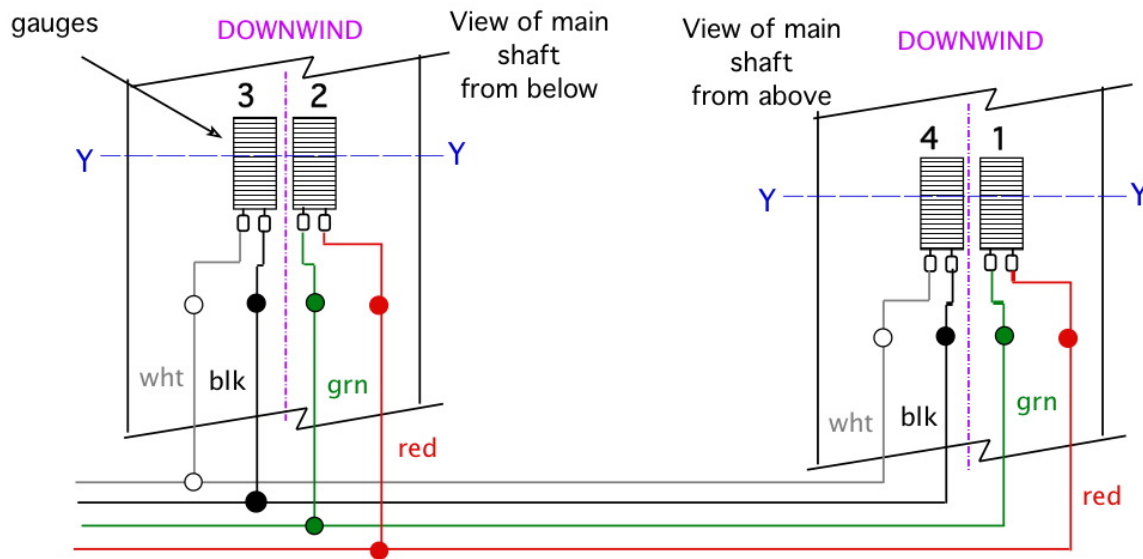 gauges
DOWNWIND
View of main
shaft
from below
3 2
Y Y
wht
blk
grn
red
View of main
shaft
from above
DOWNWIND
4 1
Y Y
wht
blk
grn
red